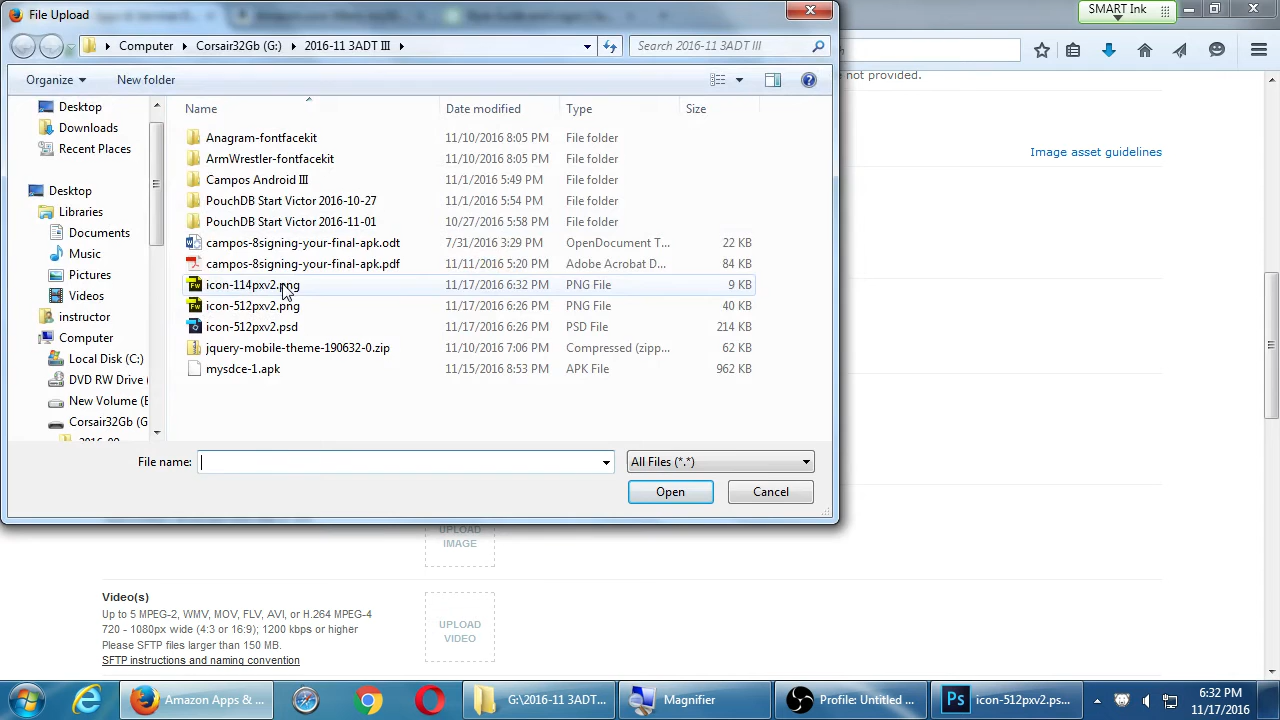 File Upload
SMART Ink
Computer
Corsair32Gb (G:)
2016-11 3ADT III
Search 2016-11 3ADT III
Organize
New folder
not provided.
Name
Date modified
Type
Size
Desktop
Downloads
Recent Places
Desktop
Libraries
Documents
Music
Pictures
Videos
instructor
Computer
Local Disk (C:)
DVD RW Drive
New Volume (E
Corsair32Gb (G
Anagram-fontfacekit 11/10/2016 8:05 PM File folder
ArmWrestler-fontfacekit 11/10/2016 8:05 PM File folder
Campos Android III 11/1/2016 5:49 PM File folder
PouchDB Start Victor 2016-10-27 11/1/2016 5:54 PM File folder
PouchDB Start Victor 2016-11-01 10/27/2016 5:58 PM File folder
campos-8signing-your-final-apk.odt 7/31/2016 3:29 PM OpenDocument T... 22 KB
campos-8signing-your-final-apk.pdf 11/11/2016 5:20 PM Adobe Acrobat D... 84 KB
icon-114pxv2.png 11/17/2016 6:32 PM PNG File 9 KB
icon-512pxv2.png 11/17/2016 6:26 PM PNG File 40 KB
icon-512pxv2.psd 11/17/2016 6:26 PM PSD File 214 KB
jquery-mobile-theme-190632-0.zip 11/10/2016 7:06 PM Compressed (zipp... 62 KB
mysdce-1.apk 11/15/2016 8:53 PM APK File 962 KB
Image asset guidelines
File name:
All Files (*.*)
Open
Cancel
UPLOAD
IMAGE
Video(s)
Up to 5 MPEG-2, WMV, MOV, FLV, AVI, or H.264 MPEG-4
720 - 1080px wide (4:3 or 16:9); 1200 kbps or higher
Please SFTP files larger than 150 MB.
SFTP instructions and naming convention
UPLOAD
VIDEO
Amazon Apps & ...
G:\2016-11 3ADT...
Magnifier
Profile: Untitled ...
icon-512pxv2.ps...
6:32 PM
11/17/2016